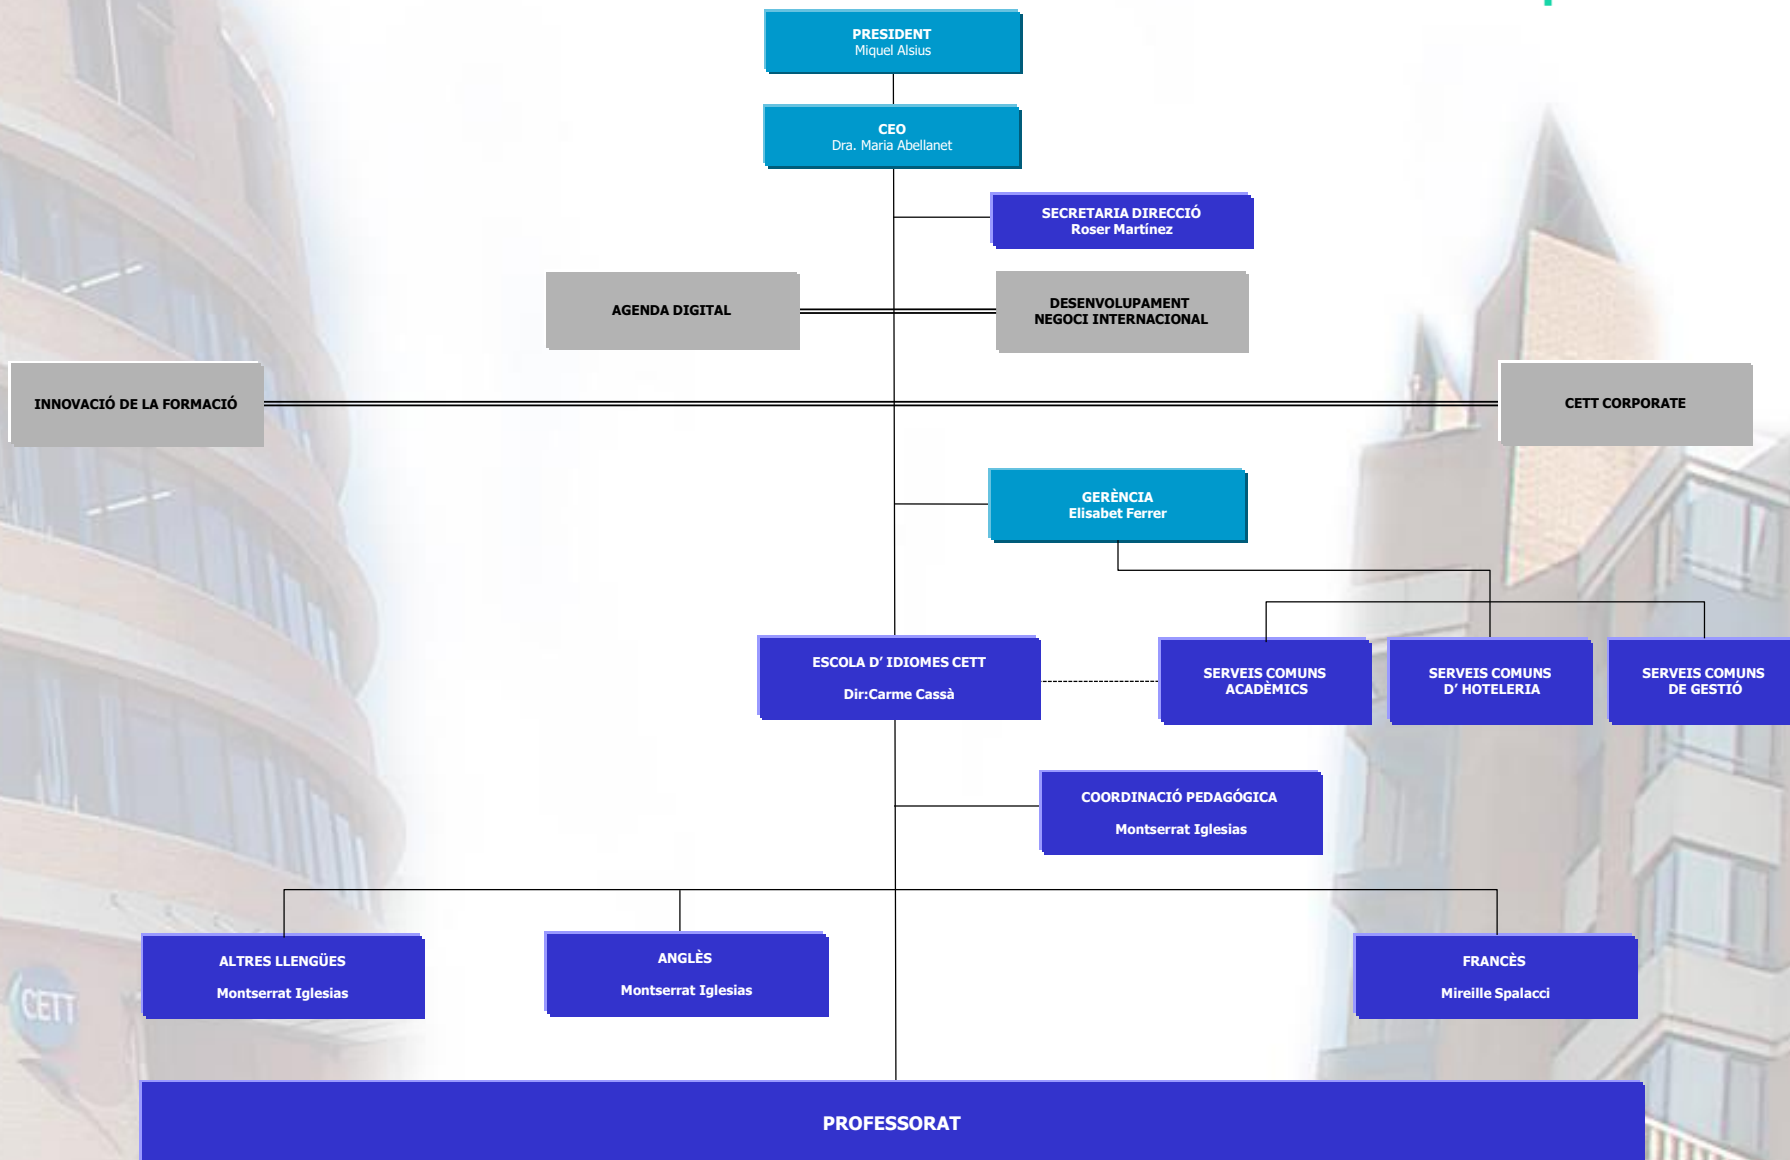 PRESIDENT
Miquel Alsius
CEO
Dra. Maria Abellanet
SECRETARIA DIRECCIÓ
Roser Martínez
AGENDA DIGITAL
DESENVOLUPAMENT
NEGOCI INTERNACIONAL
INNOVACIÓ DE LA FORMACIÓ
CETT CORPORATE
GERÈNCIA
Elisabet Ferrer
ESCOLA D' IDIOMES CETT
Dir:Carme Cassà
SERVEIS COMUNS
ACADÈMICS
SERVEIS COMUNS
D' HOTELERIA
SERVEIS COMUNS
DE GESTIÓ
COORDINACIÓ PEDAGÓGICA
Montserrat Iglesias
ALTRES LLENGÜES
Montserrat Iglesias
ANGLÈS
Montserrat Iglesias
FRANCÈS
Mireille Spalacci
CETT
PROFESSORAT